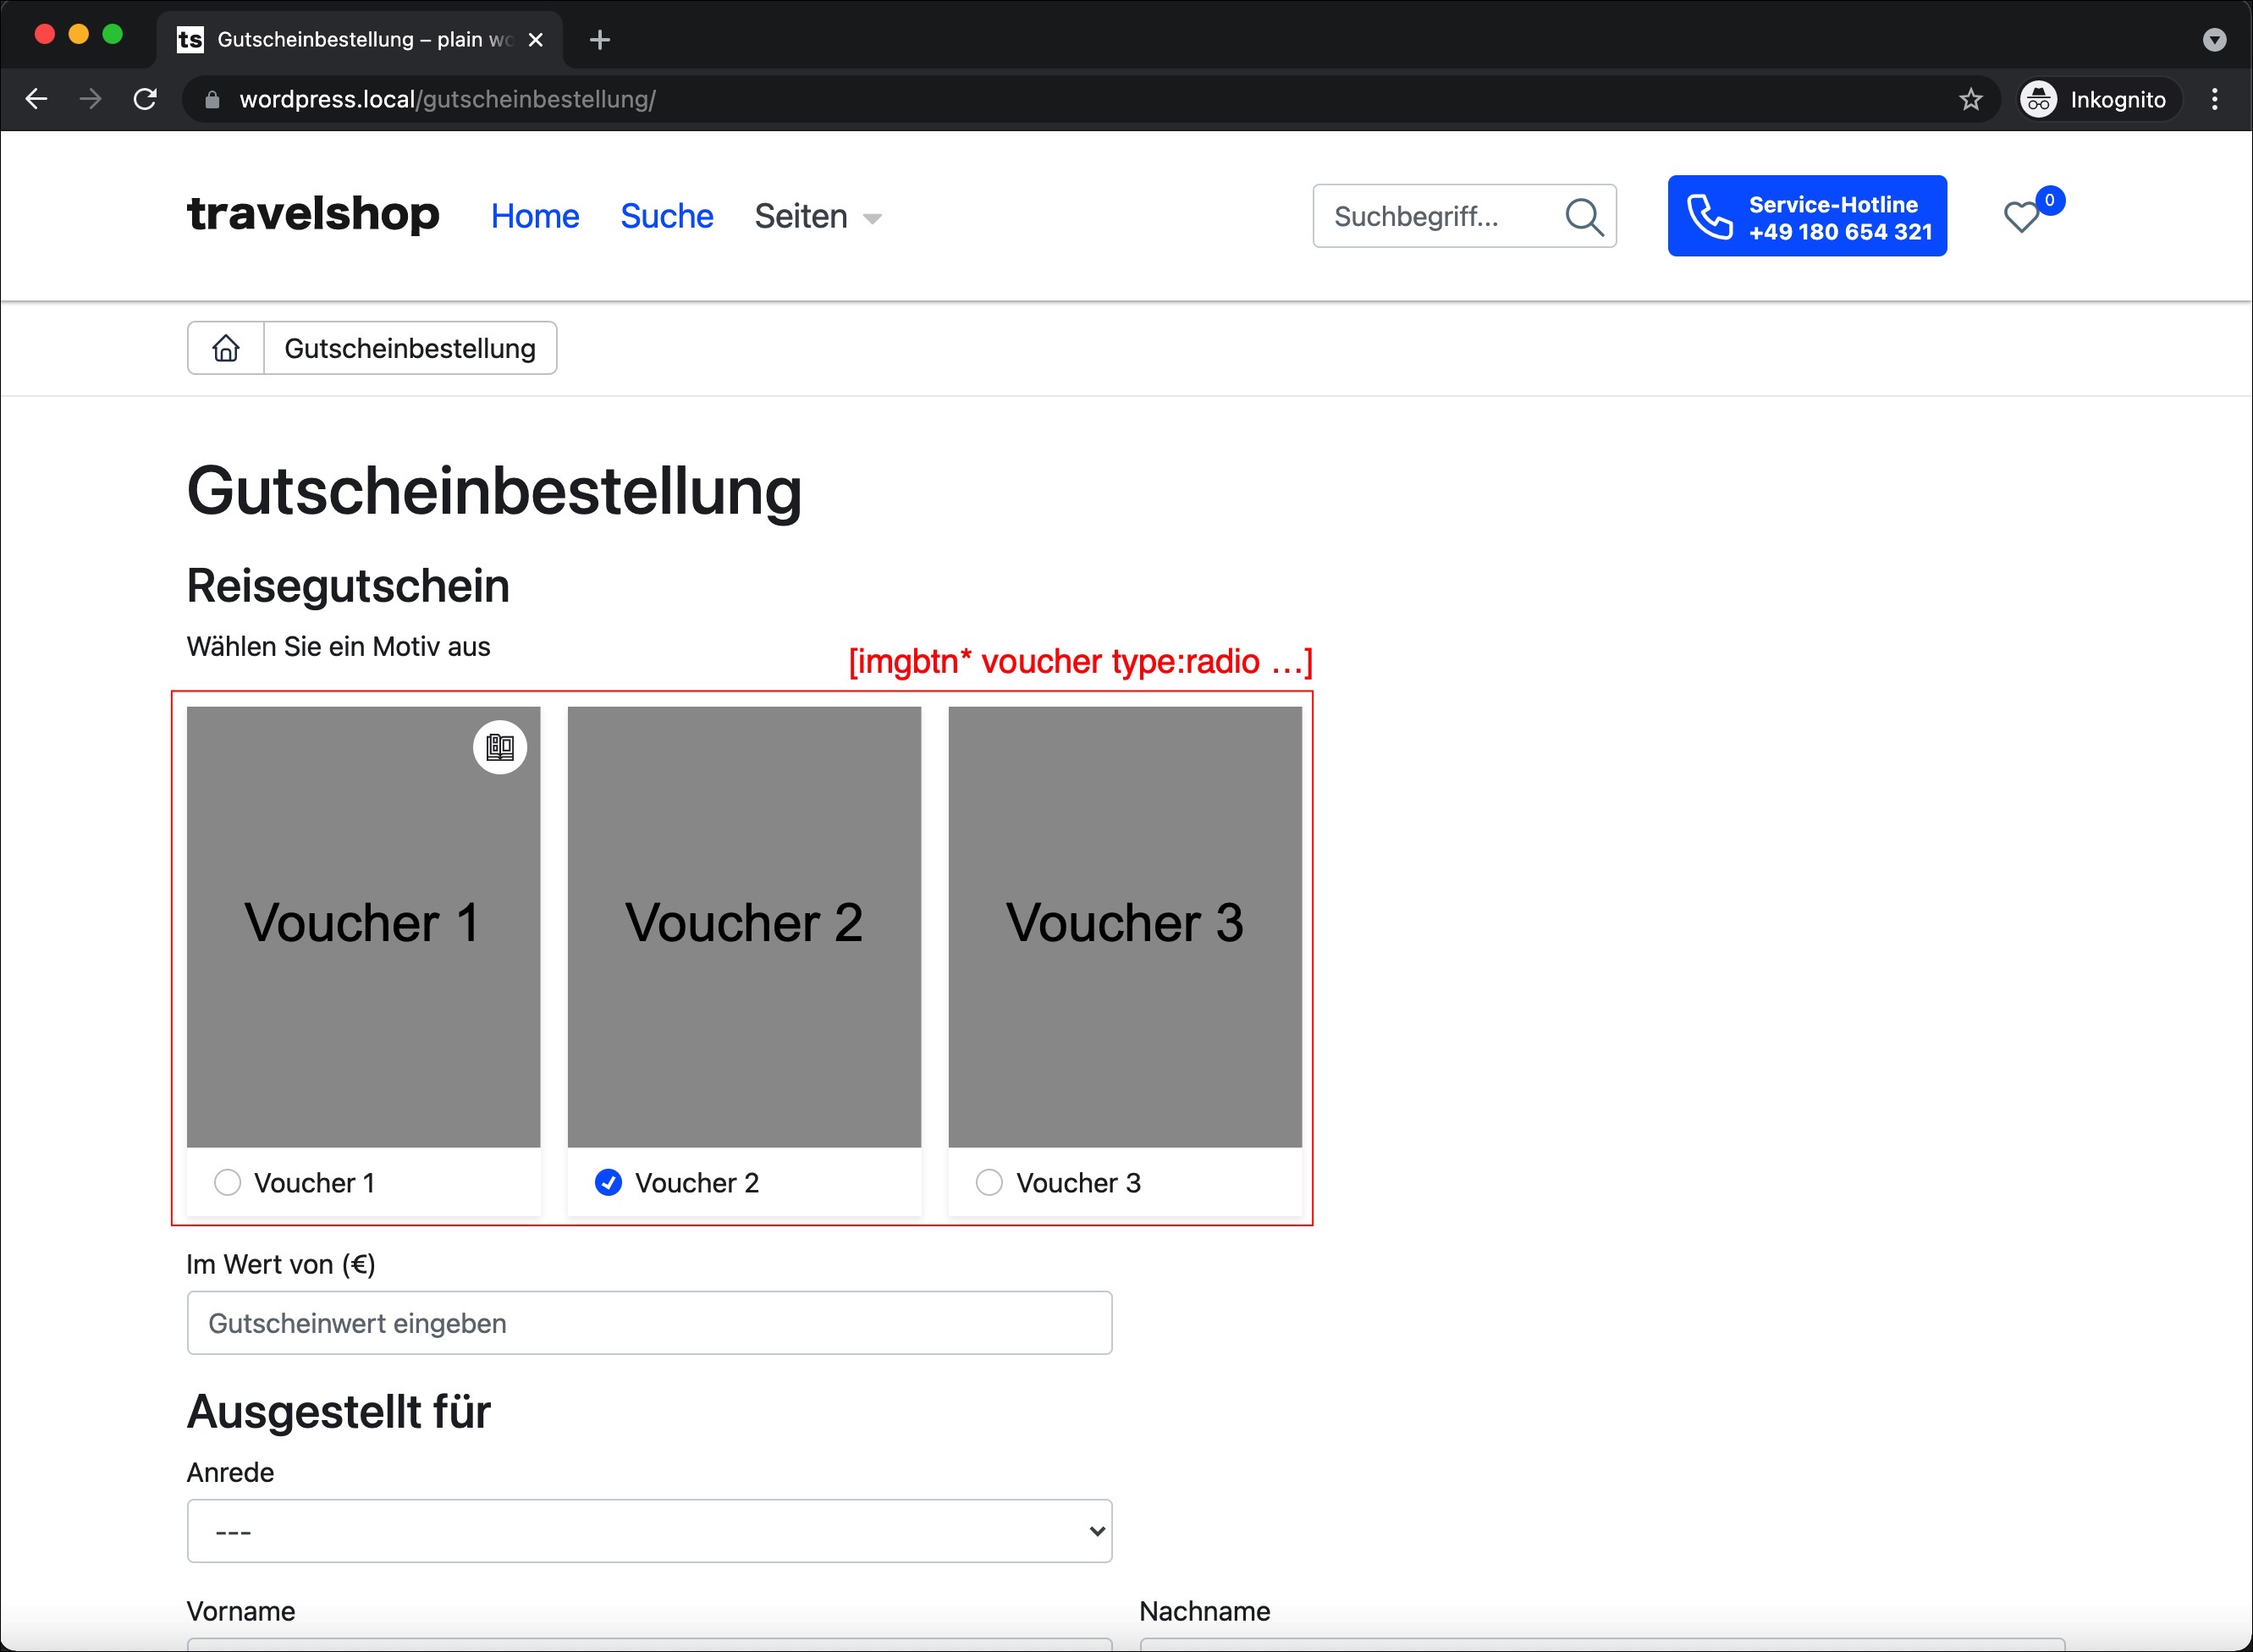 ts Gutscheinbestellung – plain wo
wordpress.local/gutscheinbestellung/
Inkognito
travelshop Home Suche Seiten
Suchbegriff...
Service-Hotline
+49 180 654 321
0
Gutscheinbestellung
Gutscheinbestellung
Reisegutschein
Wählen Sie ein Motiv aus
[imgbtn* voucher type:radio …]
Voucher 1
Voucher 2
Voucher 3
Voucher 1
Voucher 2
Voucher 3
Im Wert von (€)
Gutscheinwert eingeben
Ausgestellt für
Anrede
---
Vorname
Nachname